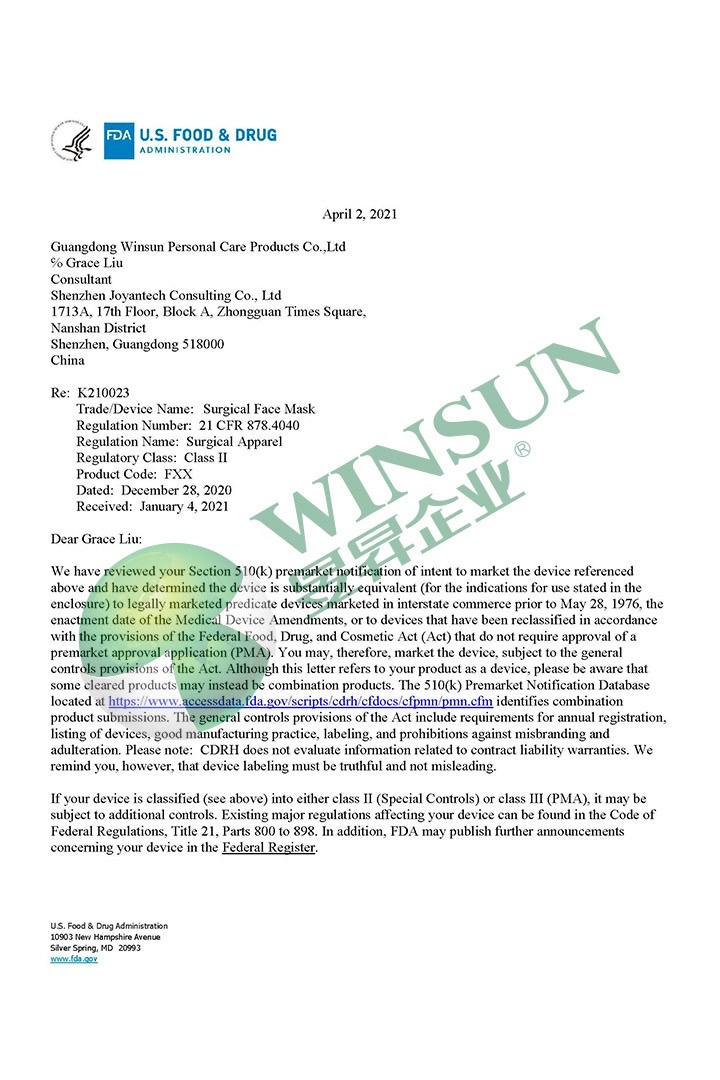 FDA U.S. FOOD & DRUG
ADMINISTRATION
April 2, 2021
Guangdong Winsun Personal Care Products Co.,Ltd
℅ Grace Liu
Consultant
Shenzhen Joyantech Consulting Co., Ltd
1713A, 17th Floor, Block A, Zhongguan Times Square,
Nanshan District
Shenzhen, Guangdong 518000
China
Re: K210023
Trade/Device Name: Surgical Face Mask
Regulation Number: 21 CFR 878.4040
Regulation Name: Surgical Apparel
Regulatory Class: Class II
Product Code: FXX
Dated: December 28, 2020
Received: January 4, 2021
WINSUN
昱昇企业®
Dear Grace Liu:
We have reviewed your Section 510(k) premarket notification of intent to market the device referenced
above and have determined the device is substantially equivalent (for the indications for use stated in the
enclosure) to legally marketed predicate devices marketed in interstate commerce prior to May 28, 1976, the
enactment date of the Medical Device Amendments, or to devices that have been reclassified in accordance
with the provisions of the Federal Food, Drug, and Cosmetic Act (Act) that do not require approval of a
premarket approval application (PMA). You may, therefore, market the device, subject to the general
controls provisions of the Act. Although this letter refers to your product as a device, please be aware that
some cleared products may instead be combination products. The 510(k) Premarket Notification Database
located at https://www.accessdata.fda.gov/scripts/cdrh/cfdocs/cfpmn/pmn.cfm identifies combination
product submissions. The general controls provisions of the Act include requirements for annual registration,
listing of devices, good manufacturing practice, labeling, and prohibitions against misbranding and
adulteration. Please note: CDRH does not evaluate information related to contract liability warranties. We
remind you, however, that device labeling must be truthful and not misleading.
If your device is classified (see above) into either class II (Special Controls) or class III (PMA), it may be
subject to additional controls. Existing major regulations affecting your device can be found in the Code of
Federal Regulations, Title 21, Parts 800 to 898. In addition, FDA may publish further announcements
concerning your device in the Federal Register.
U.S. Food & Drug Administration
10903 New Hampshire Avenue
Silver Spring, MD 20993
www.fda.gov